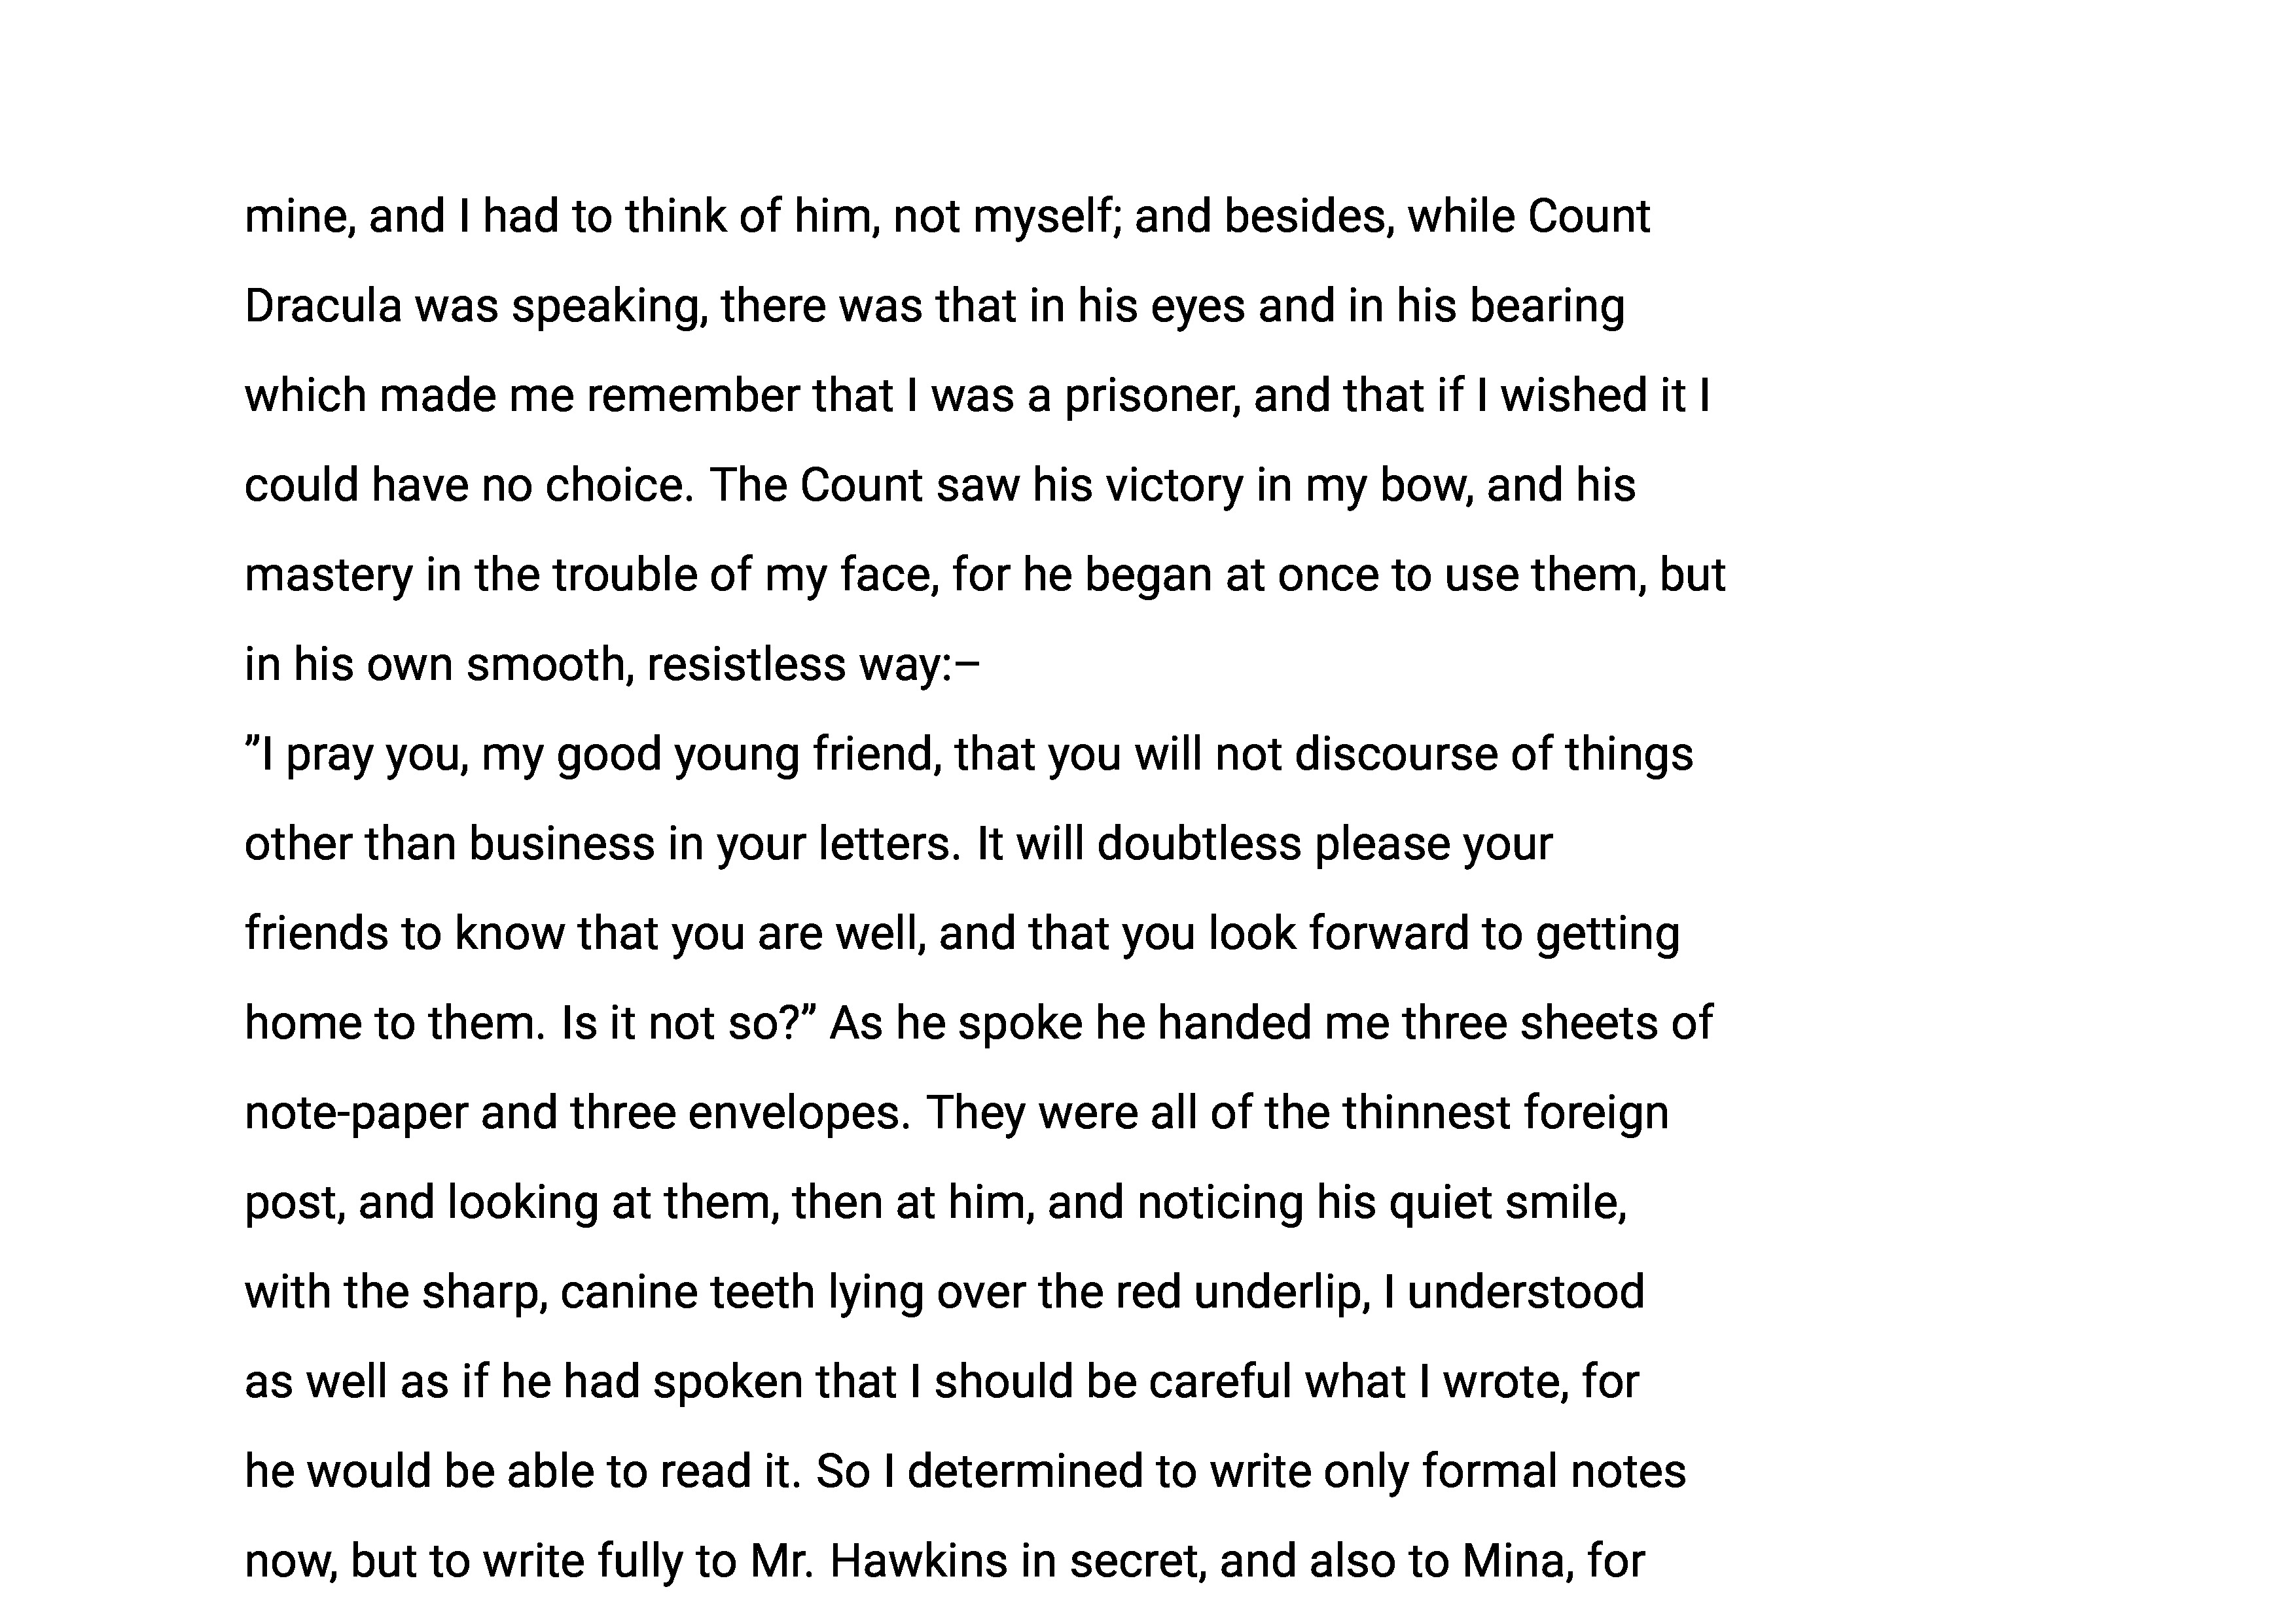 mine, and I had to think of him, not myself; and besides, while Count
Dracula was speaking, there was that in his eyes and in his bearing
which made me remember that I was a prisoner, and that if I wished it I
could have no choice. The Count saw his victory in my bow, and his
mastery in the trouble of my face, for he began at once to use them, but
in his own smooth, resistless way:–
”I pray you, my good young friend, that you will not discourse of things
other than business in your letters. It will doubtless please your
friends to know that you are well, and that you look forward to getting
home to them. Is it not so?” As he spoke he handed me three sheets of
note-paper and three envelopes. They were all of the thinnest foreign
post, and looking at them, then at him, and noticing his quiet smile,
with the sharp, canine teeth lying over the red underlip, I understood
as well as if he had spoken that I should be careful what I wrote, for
he would be able to read it. So I determined to write only formal notes
now, but to write fully to Mr. Hawkins in secret, and also to Mina, for